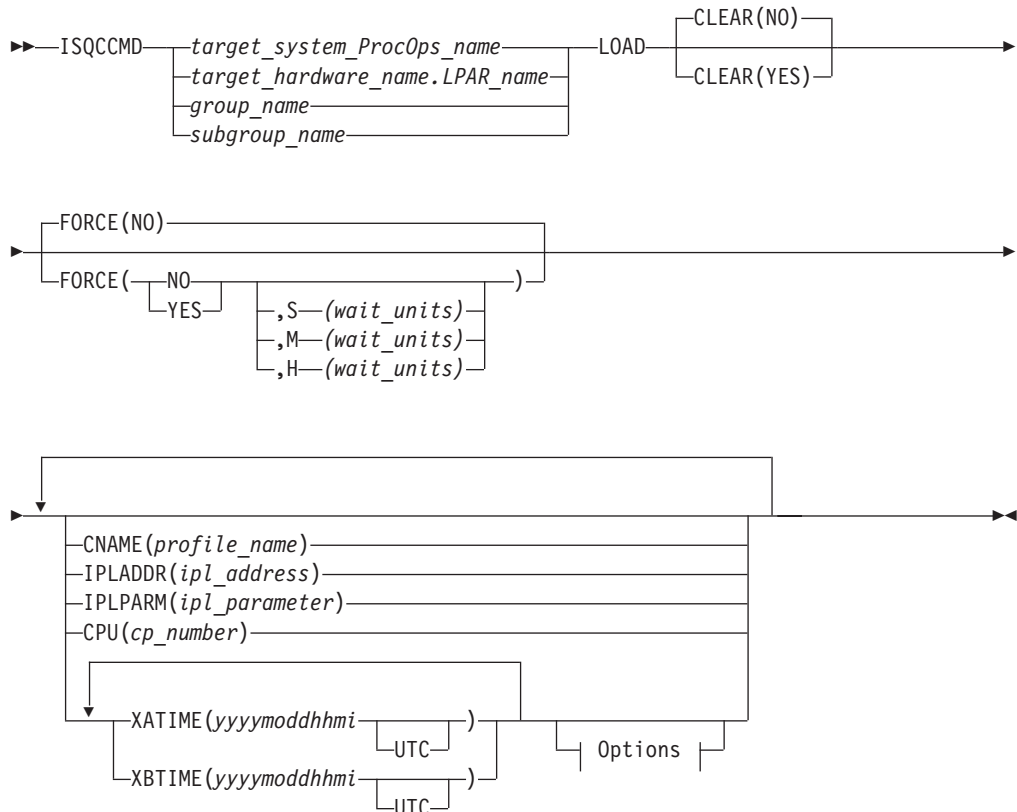 ISQCCMD target_system_ProcOps_name LOAD CLEAR(NO)
target_hardware_name.LPAR_name CLEAR(YES)
group_name
subgroup_name
FORCE(NO)
FORCE( NO )
YES ,S (wait_units)
,M (wait_units)
,H (wait_units)
CNAME(profile_name)
IPLADDR(ipl_address)
IPLPARM(ipl_parameter)
CPU(cp_number)
XATIME(yyyymoddhhmi )
UTC Options
XBTIME(yyyymoddhhmi )
UTC